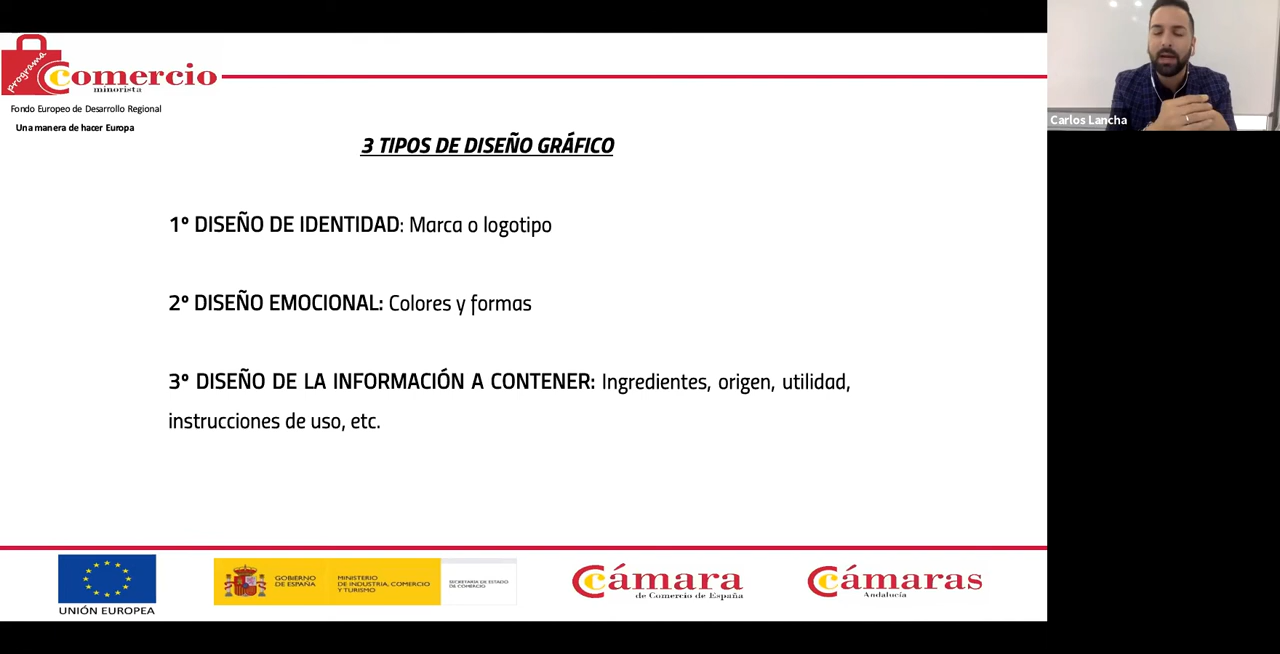 programa
comercio
minorista
Fondo Europeo de Desarrollo Regional
Una manera de hacer Europa
Carlos Lancha
3 TIPOS DE DISEÑO GRÁFICO
1º DISEÑO DE IDENTIDAD: Marca o logotipo
2º DISEÑO EMOCIONAL: Colores y formas
3º DISEÑO DE LA INFORMACIÓN A CONTENER: Ingredientes, origen, utilidad,
instrucciones de uso, etc.
UNIÓN EUROPEA
GOBIERNO
DE ESPAÑA
MINISTERIO
DE INDUSTRIA, COMERCIO
Y TURISMO
SECRETARÍA DE ESTADO
DE COMERCIO
Cámara
de Comercio de España
Cámaras
Andalucía